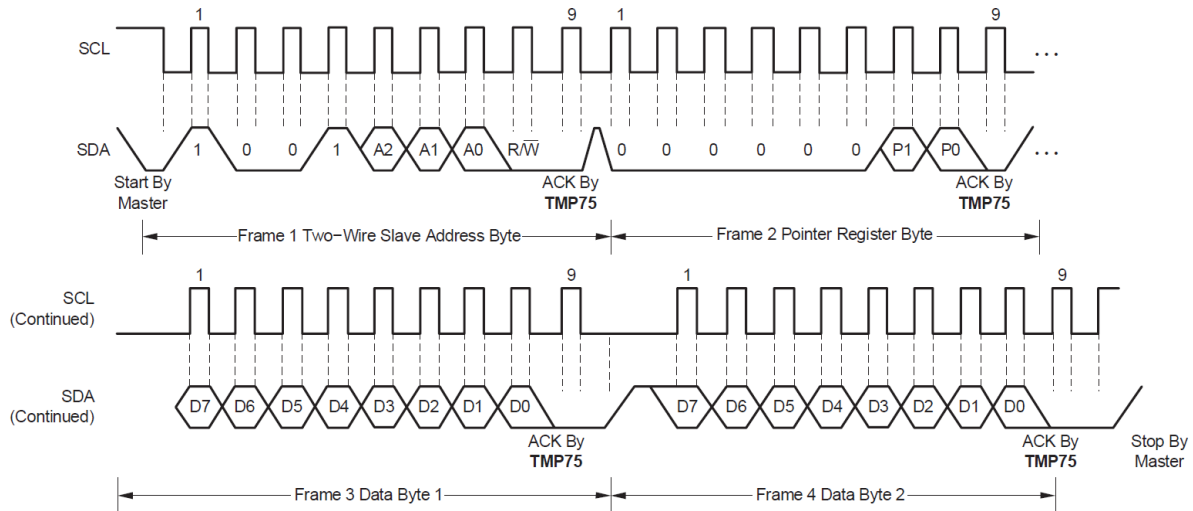 1 9 1 9
SCL ...
SDA 1 0 0 1 A2 A1 A0 R/W̅ 0 0 0 0 0 0 P1 P0 ...
Start By
Master
ACK By
TMP75
ACK By
TMP75
Frame 1 Two−Wire Slave Address Byte
Frame 2 Pointer Register Byte
1 9 1 9
SCL
(Continued)
SDA
(Continued)
D7 D6 D5 D4 D3 D2 D1 D0 D7 D6 D5 D4 D3 D2 D1 D0
ACK By
TMP75
ACK By
TMP75
Stop By
Master
Frame 3 Data Byte 1
Frame 4 Data Byte 2